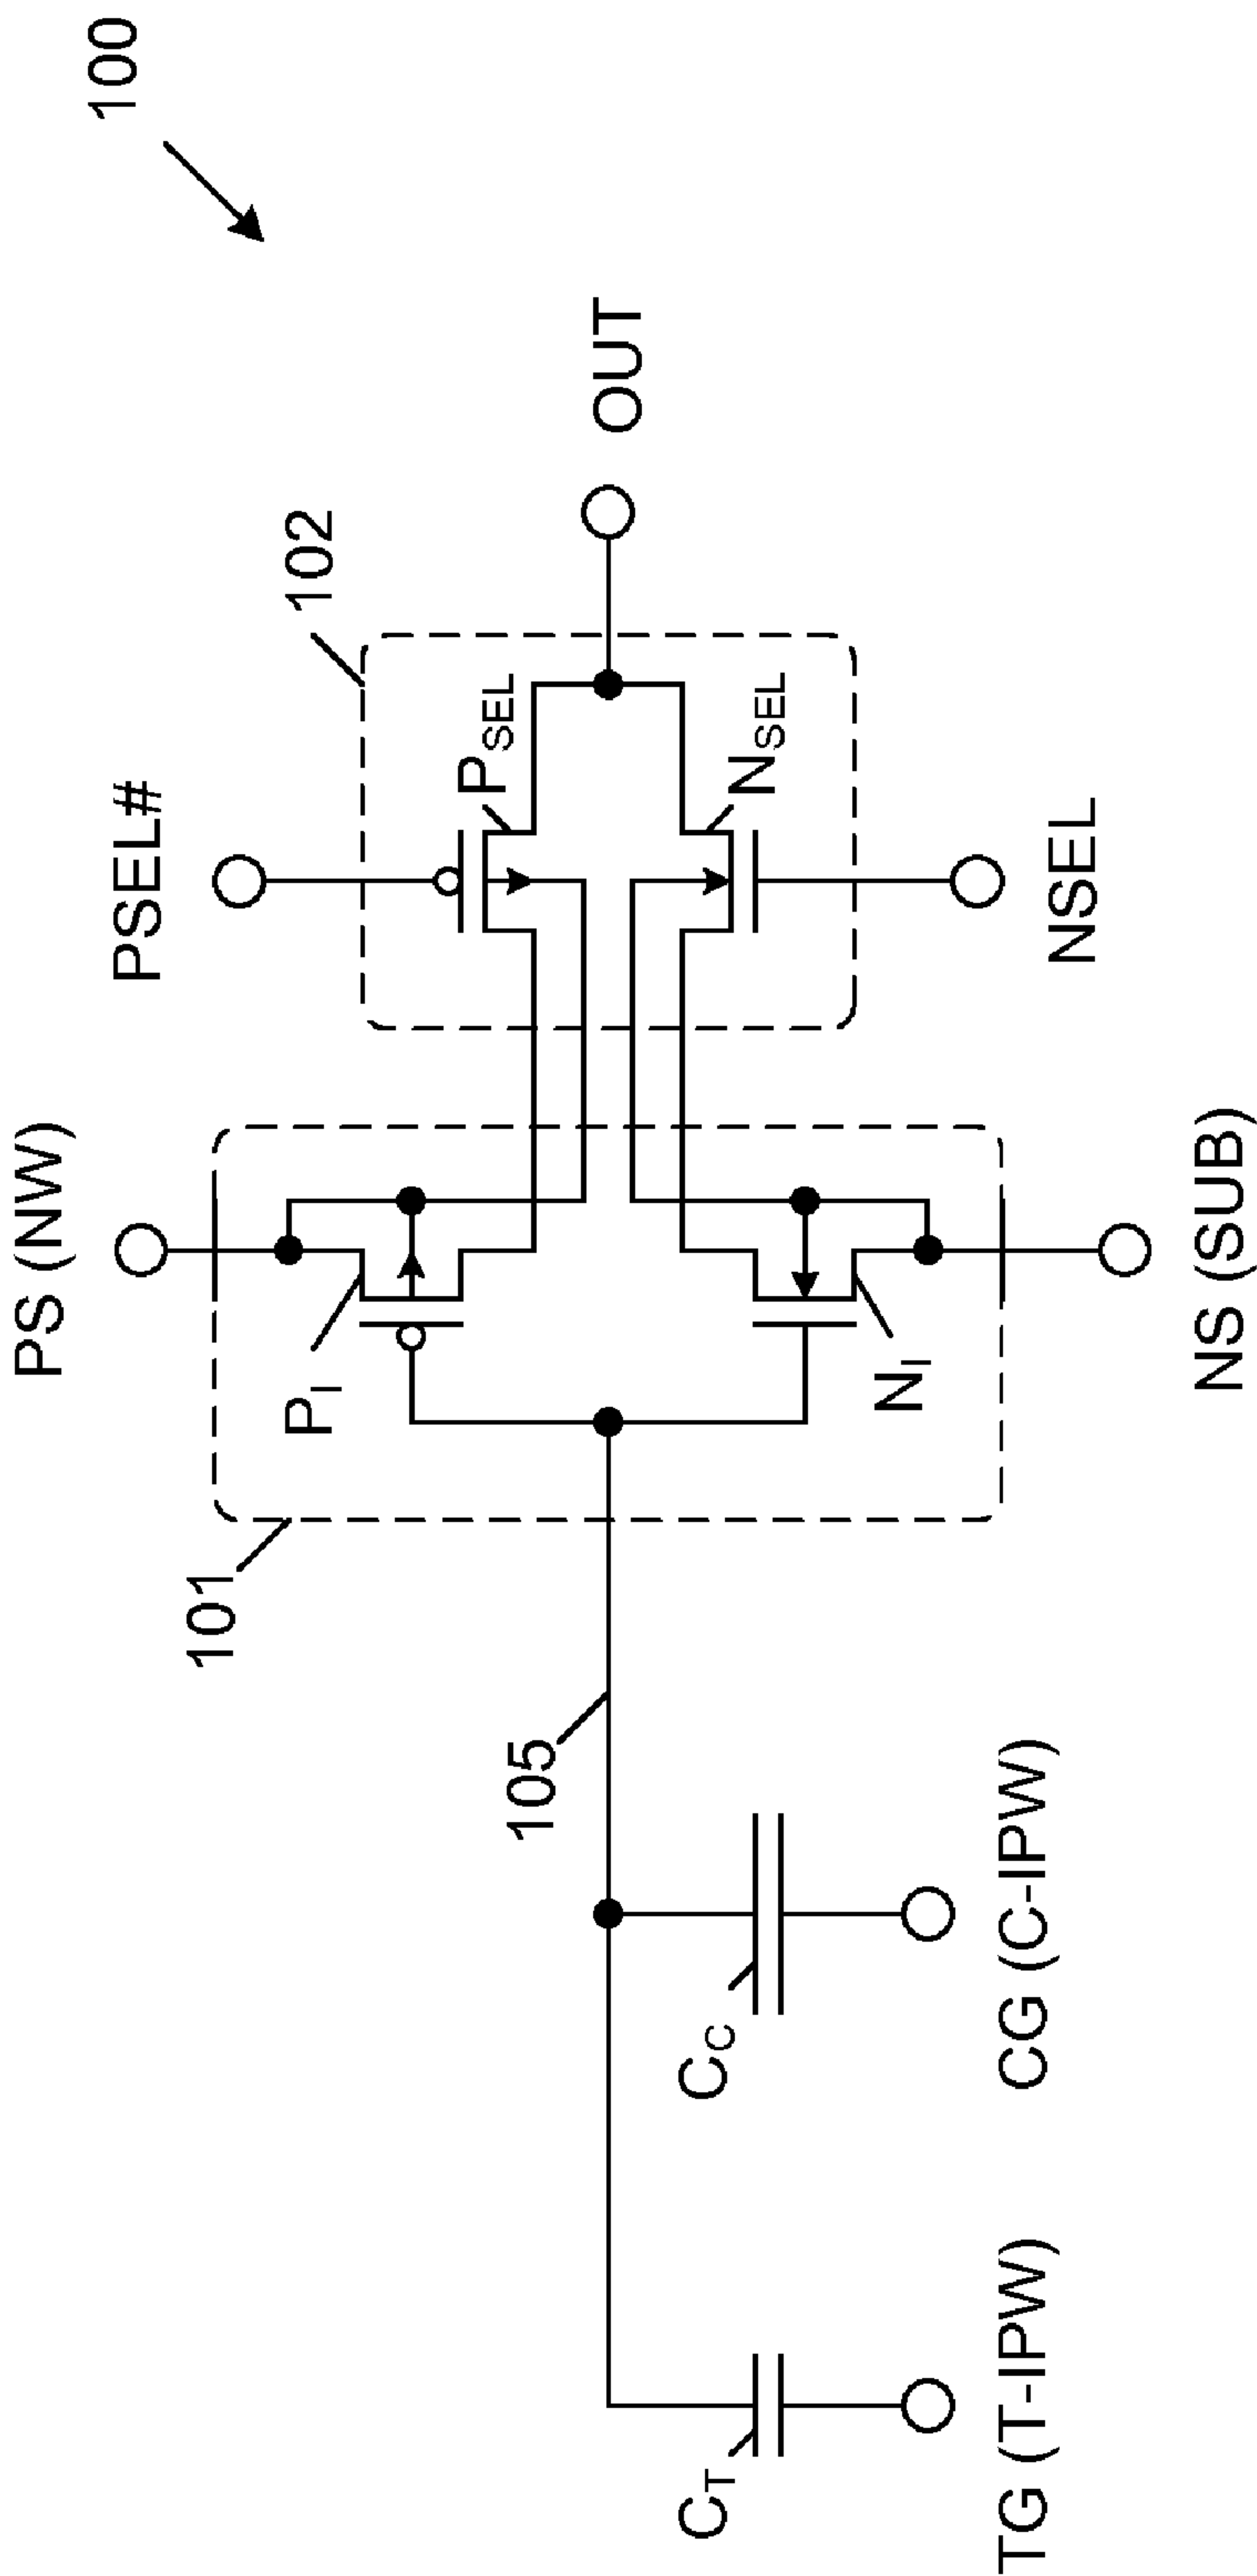 100
PS (NW)
PSEL#
102
101
P_I
P_SEL
OUT
105
N_I
N_SEL
C_T
C_C
TG (T-IPW)
CG (C-IPW)
NS (SUB)
NSEL